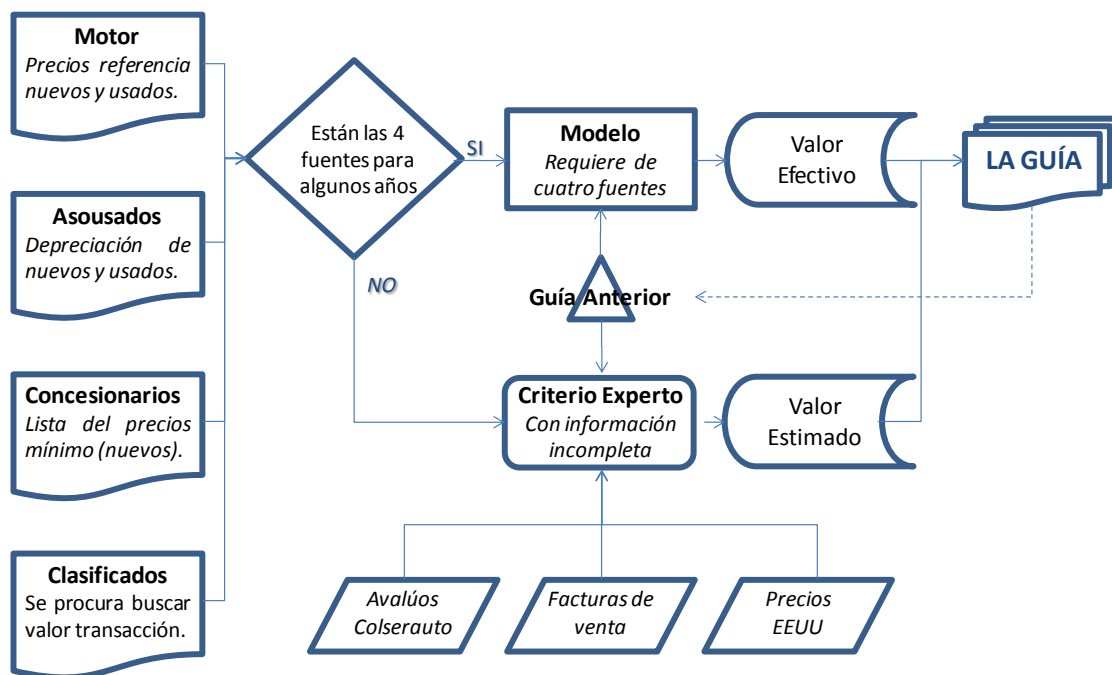 Motor
Precios referencia
nuevos y usados.
Asousados
Depreciación de
nuevos y usados.
Concesionarios
Lista del precios
mínimo (nuevos).
Clasificados
Se procura buscar
valor transacción.
Están las 4
fuentes para
algunos años
SI
NO
Modelo
Requiere de
cuatro fuentes
Valor
Efectivo
LA GUÍA
Guía Anterior
Criterio Experto
Con información
incompleta
Valor
Estimado
Avalúos
Colserauto
Facturas de
venta
Precios
EEUU